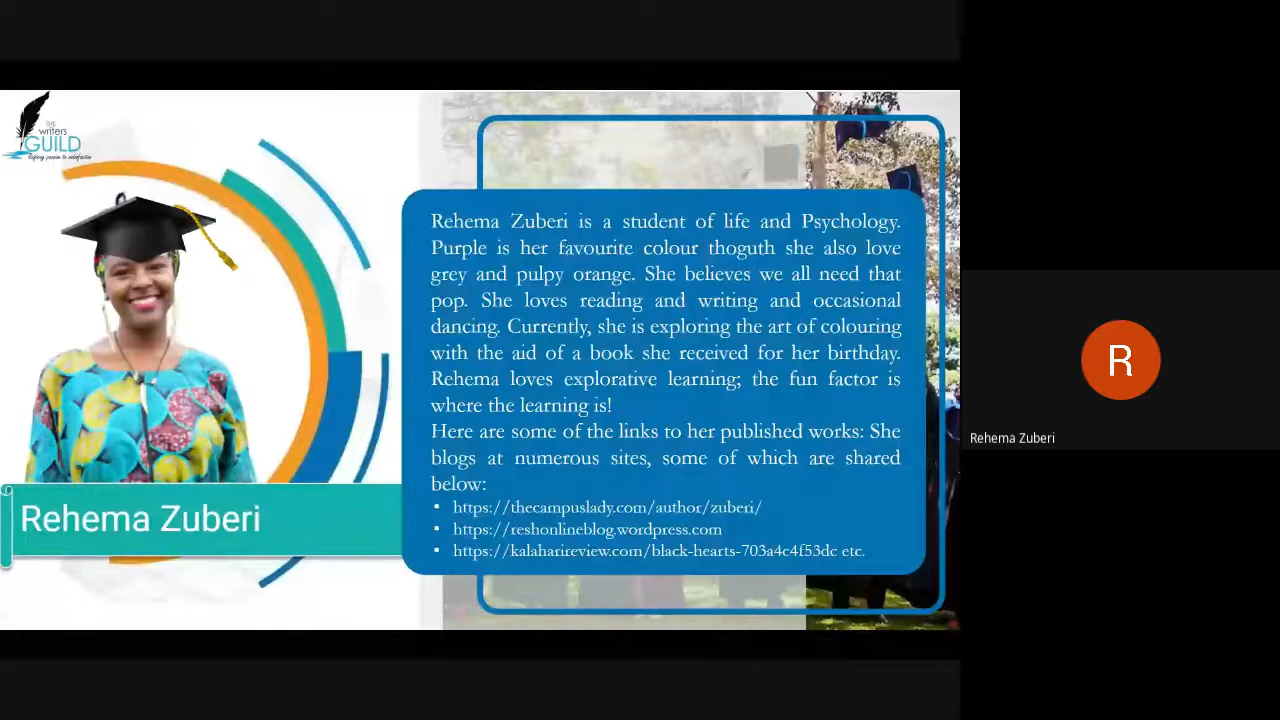 THE
writers
GUILD
Rehema Zuberi is a student of life and Psychology.
Purple is her favourite colour thoguth she also love
grey and pulpy orange. She believes we all need that
pop. She loves reading and writing and occasional
dancing. Currently, she is exploring the art of colouring
with the aid of a book she received for her birthday.
Rehema loves explorative learning; the fun factor is
where the learning is!
Here are some of the links to her published works: She
blogs at numerous sites, some of which are shared
below:
• https://thecampuslady.com/author/zuberi/
• https://reshonlineblog.wordpress.com
• https://kalaharireview.com/black-hearts-703a4c4f53dc etc.
Rehema Zuberi
R
Rehema Zuberi